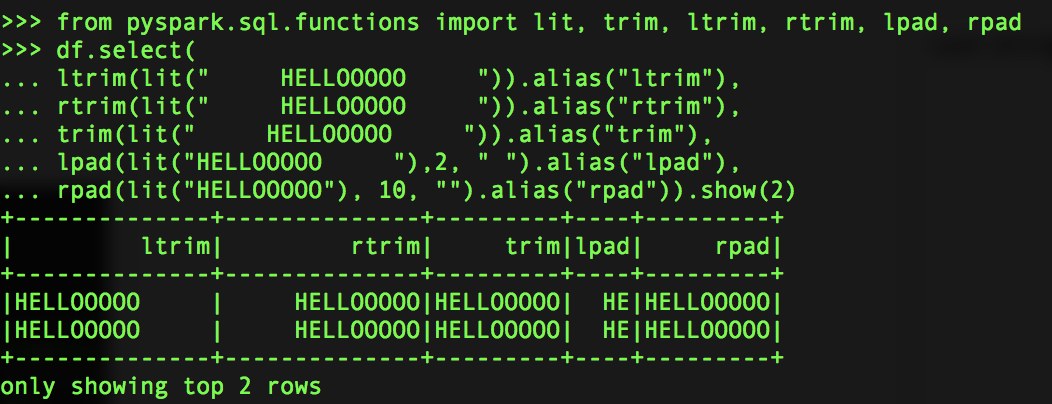 >>> from pyspark.sql.functions import lit, trim, ltrim, rtrim, lpad, rpad
>>> df.select(
... ltrim(lit("     HELLOOOOO     ")).alias("ltrim"),
... rtrim(lit("     HELLOOOOO     ")).alias("rtrim"),
... trim(lit("     HELLOOOOO     ")).alias("trim"),
... lpad(lit("HELLOOOOO     "),2, " ").alias("lpad"),
... rpad(lit("HELLOOOOO"), 10, "").alias("rpad")).show(2)
+--------------+--------------+---------+----+---------+
|         ltrim|         rtrim|     trim|lpad|     rpad|
+--------------+--------------+---------+----+---------+
|HELLOOOOO     |     HELLOOOOO|HELLOOOOO|  HE|HELLOOOOO|
|HELLOOOOO     |     HELLOOOOO|HELLOOOOO|  HE|HELLOOOOO|
+--------------+--------------+---------+----+---------+
only showing top 2 rows